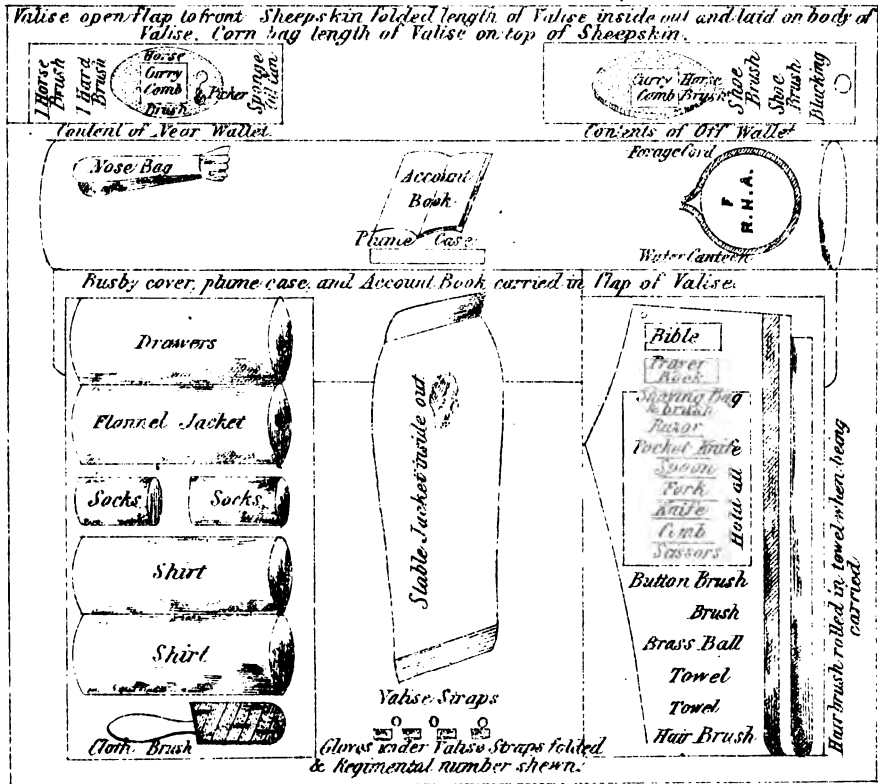 Valise open flap to front Sheepskin folded length of Valise inside out and laid on body of
Valise. Corn bag length of Valise on top of Sheepskin.
1 Horse
Brush
1 Hard
Brush
Horse
Curry
Comb
Brush
Picker
Sponge
Oil Can
Curry Horse
Comb Brush
Shoe
Brush
Shoe
Brush
Blacking
Content of Near Wallet.
Contents of Off Wallet
Nose Bag
Account
Book
Plume Case
Forage Cord
F
R.H.A.
Water Canteen
Busby cover, plume case, and Account Book carried in flap of Valise.
Drawers
Flannel Jacket
Socks
Socks
Shirt
Shirt
Cloth Brush
Stable Jacket inside out
Valise Straps
Gloves under Valise Straps folded
& Regimental number shewn.
Bible
Prayer
Book
Shaving Bag
& brush
Razor
Pocket Knife
Spoon
Fork
Knife
Comb
Scissors
Hold all
Button Brush
Brush
Brass Ball
Towel
Towel
Hair Brush
Hair brush rolled in towel when being
carried